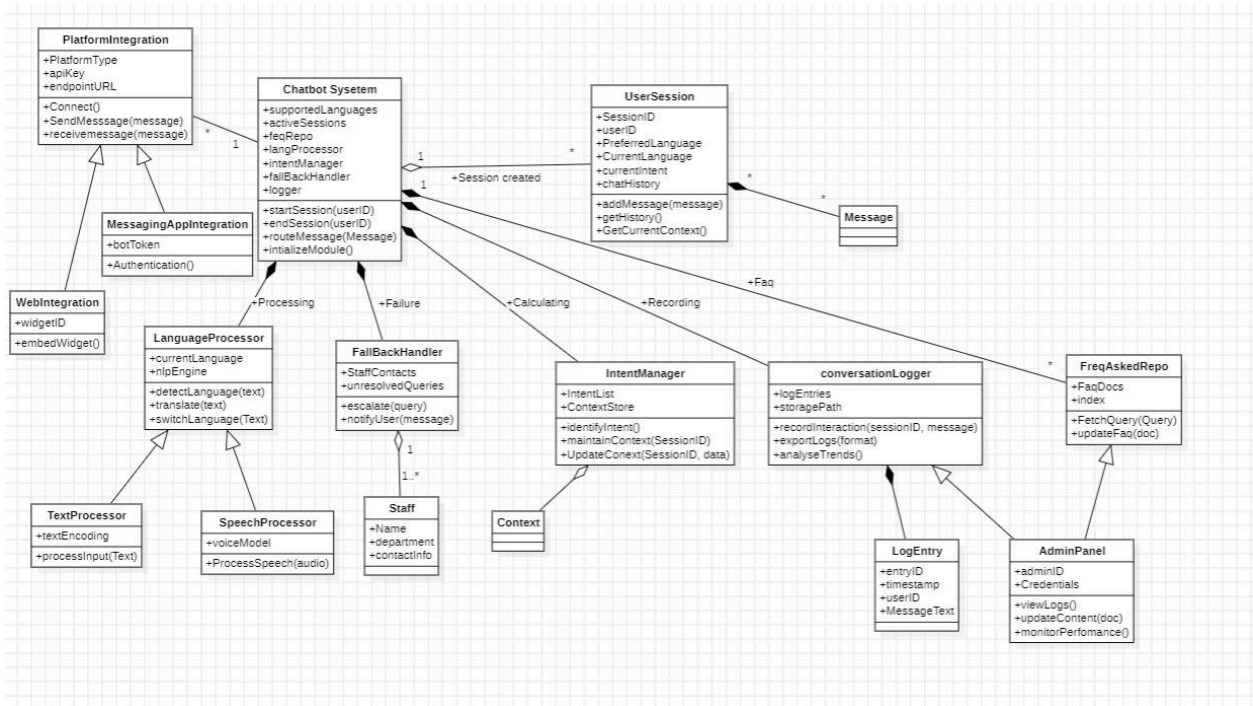 PlatformIntegration
+PlatformType
+apiKey
+endpointURL
+Connect()
+SendMesssage(message)
+receivemessage(message)
*
1
Chatbot Sysetem
+supportedLanguages
+activeSessions
+feqRepo
+langProcessor
+intentManager
+fallBackHandler
+logger
+startSession(userID)
+endSession(userID)
+routeMessage(Message)
+intializeModule()
1
*
+Session created
1
UserSession
+SessionID
+userID
+PreferredLanguage
+CurrentLanguage
+currentIntent
+chatHistory
+addMessage(message)
+getHistory()
+GetCurrentContext()
*
*
Message
MessagingAppIntegration
+botToken
+Authentication()
WebIntegration
+widgetID
+embedWidget()
+Processing
+Failure
+Calculating
+Recording
+Faq
*
LanguageProcessor
+currentLanguage
+nlpEngine
+detectLanguage(text)
+translate(text)
+switchLanguage(Text)
FallBackHandler
+StaffContacts
+unresolvedQueries
+escalate(query)
+notifyUser(message)
1
1..*
IntentManager
+IntentList
+ContextStore
+identifyIntent()
+maintainContext(SessionID)
+UpdateConext(SessionID, data)
conversationLogger
+logEntries
+storagePath
+recordInteraction(sessionID, message)
+exportLogs(format)
+analyseTrends()
FreqAskedRepo
+FaqDocs
+index
+FetchQuery(Query)
+updateFaq(doc)
TextProcessor
+textEncoding
+processInput(Text)
SpeechProcessor
+voiceModel
+ProcessSpeech(audio)
Staff
+Name
+department
+contactInfo
Context
LogEntry
+entryID
+timestamp
+userID
+MessageText
AdminPanel
+adminID
+Credentials
+viewLogs()
+updateContent(doc)
+monitorPerfomance()